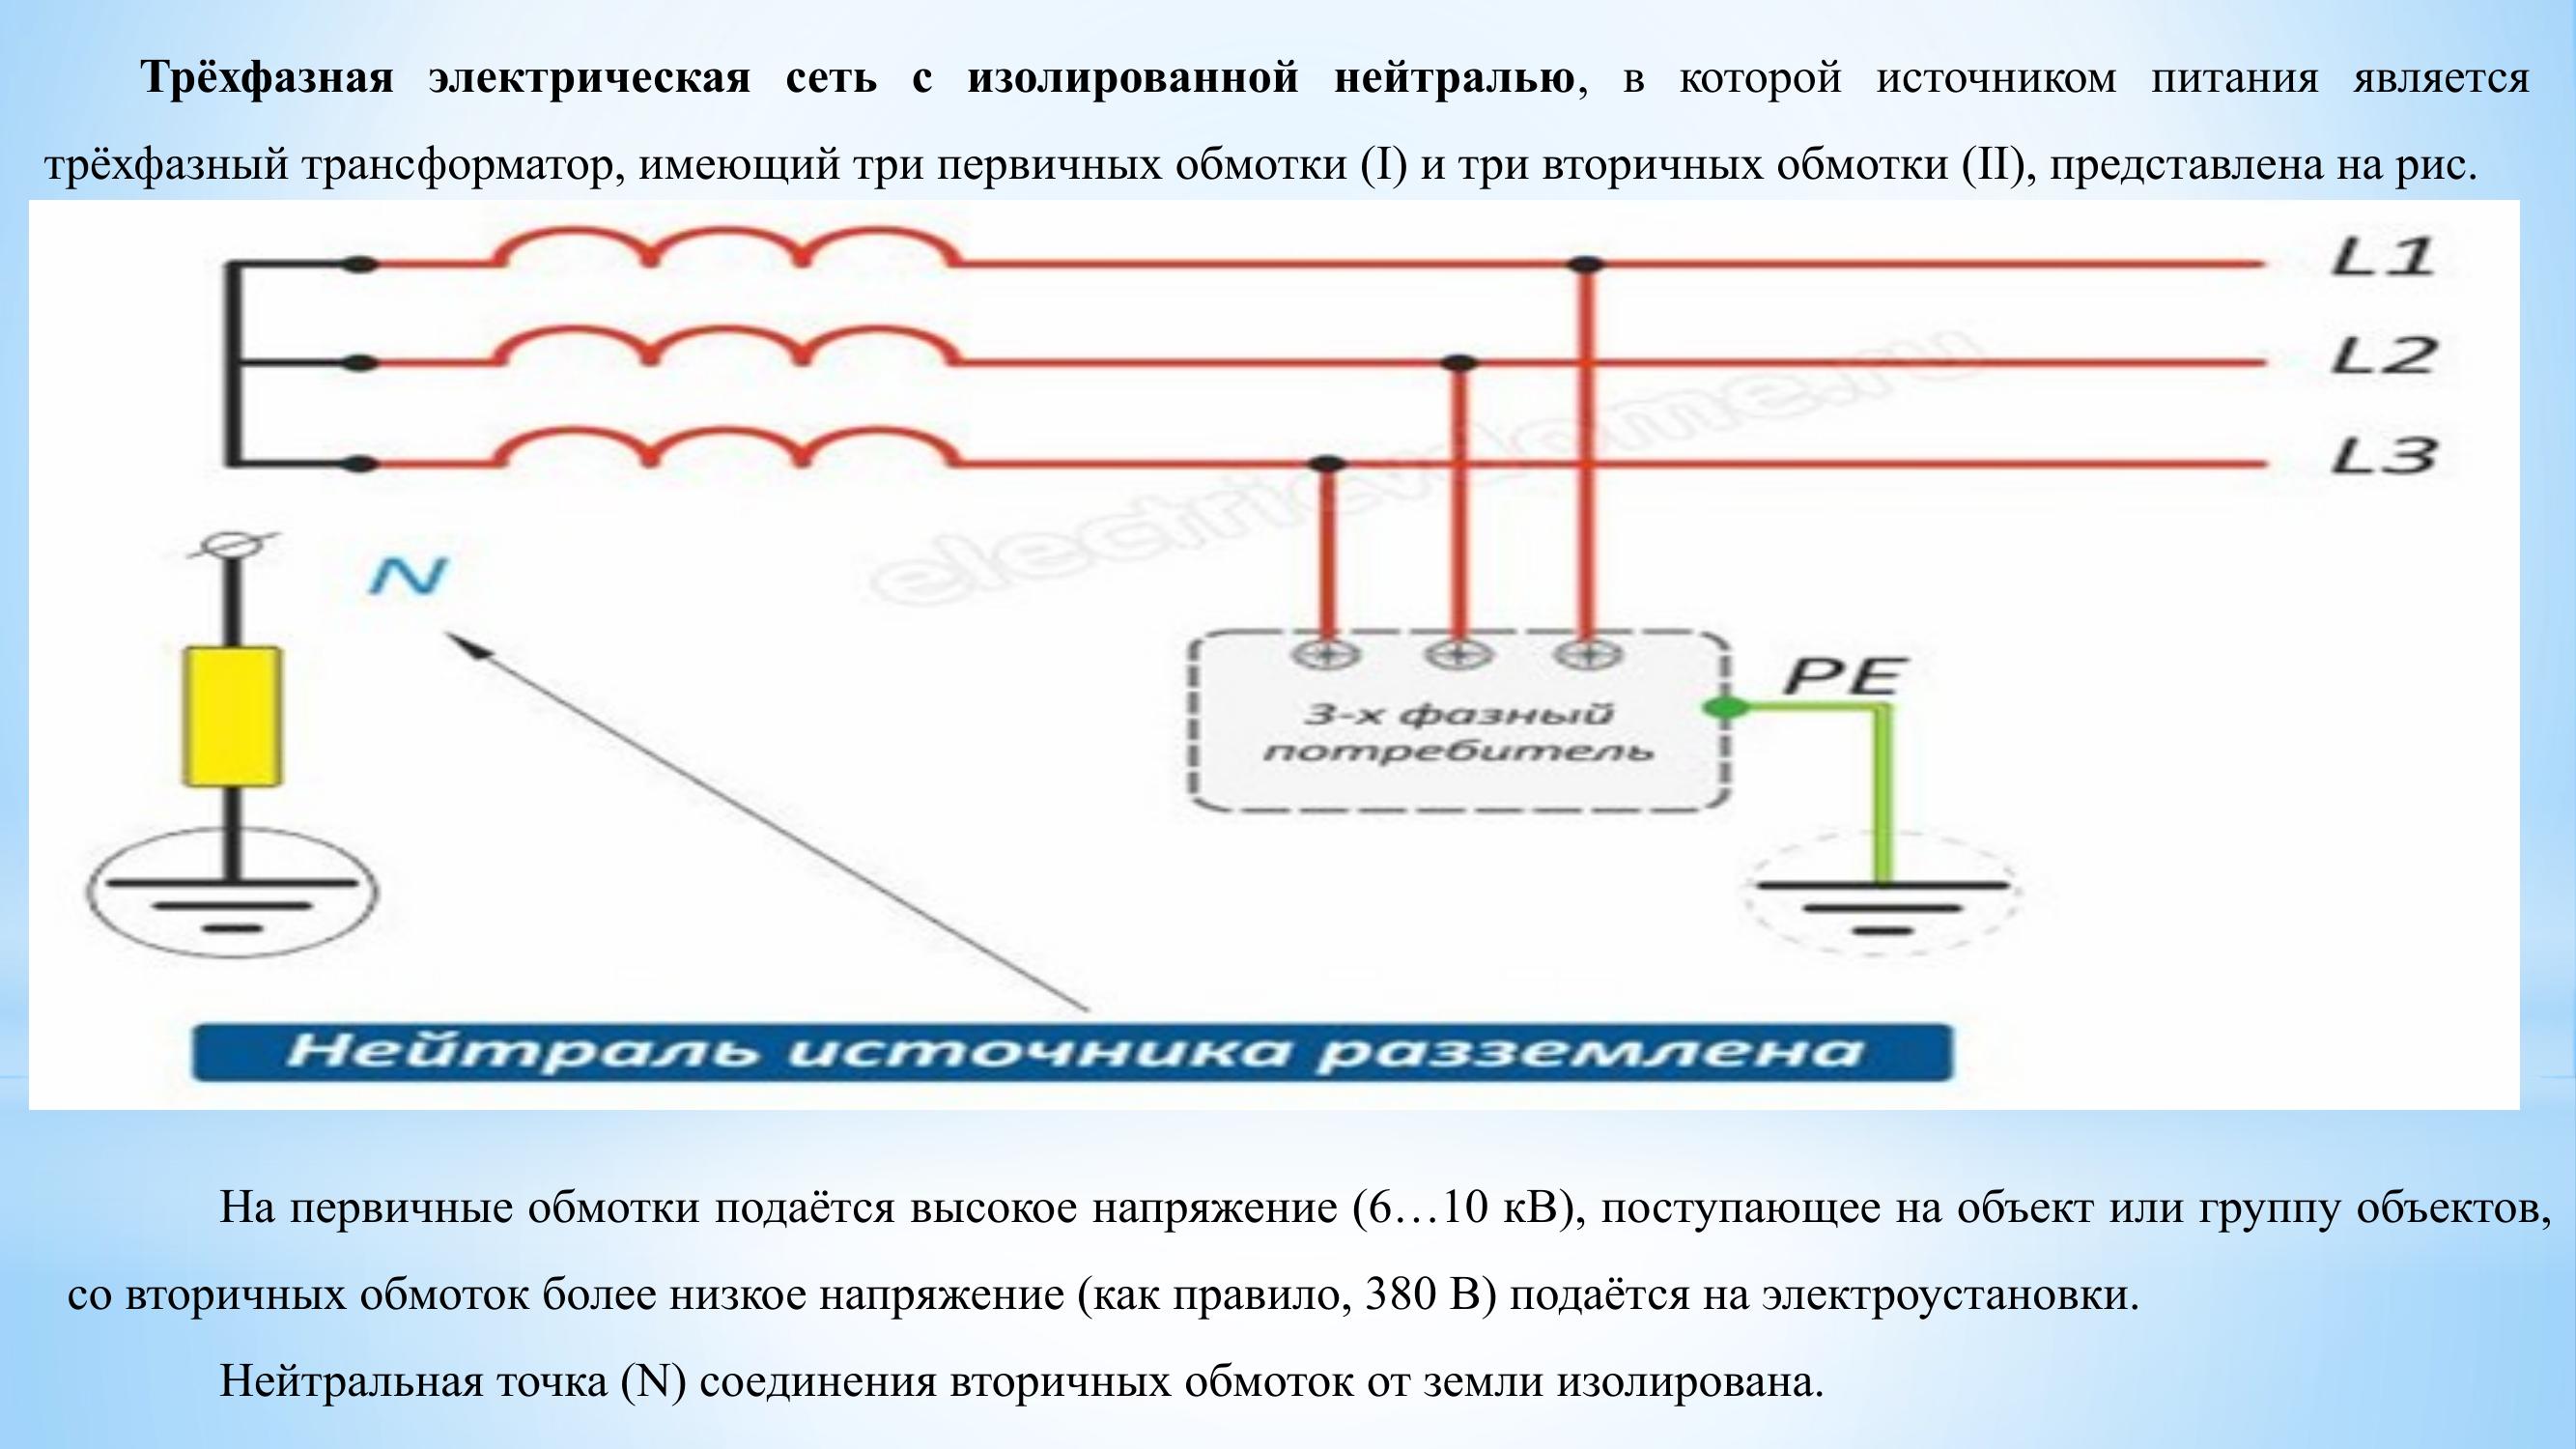 Трёхфазная электрическая сеть с изолированной нейтралью, в которой источником питания является
трёхфазный трансформатор, имеющий три первичных обмотки (I) и три вторичных обмотки (II), представлена на рис.
L1
L2
L3
electricvdome.ru
N
PE
3-х фазный
потребитель
Нейтраль источника разземлена
На первичные обмотки подаётся высокое напряжение (6…10 кВ), поступающее на объект или группу объектов,
со вторичных обмоток более низкое напряжение (как правило, 380 В) подаётся на электроустановки.
Нейтральная точка (N) соединения вторичных обмоток от земли изолирована.